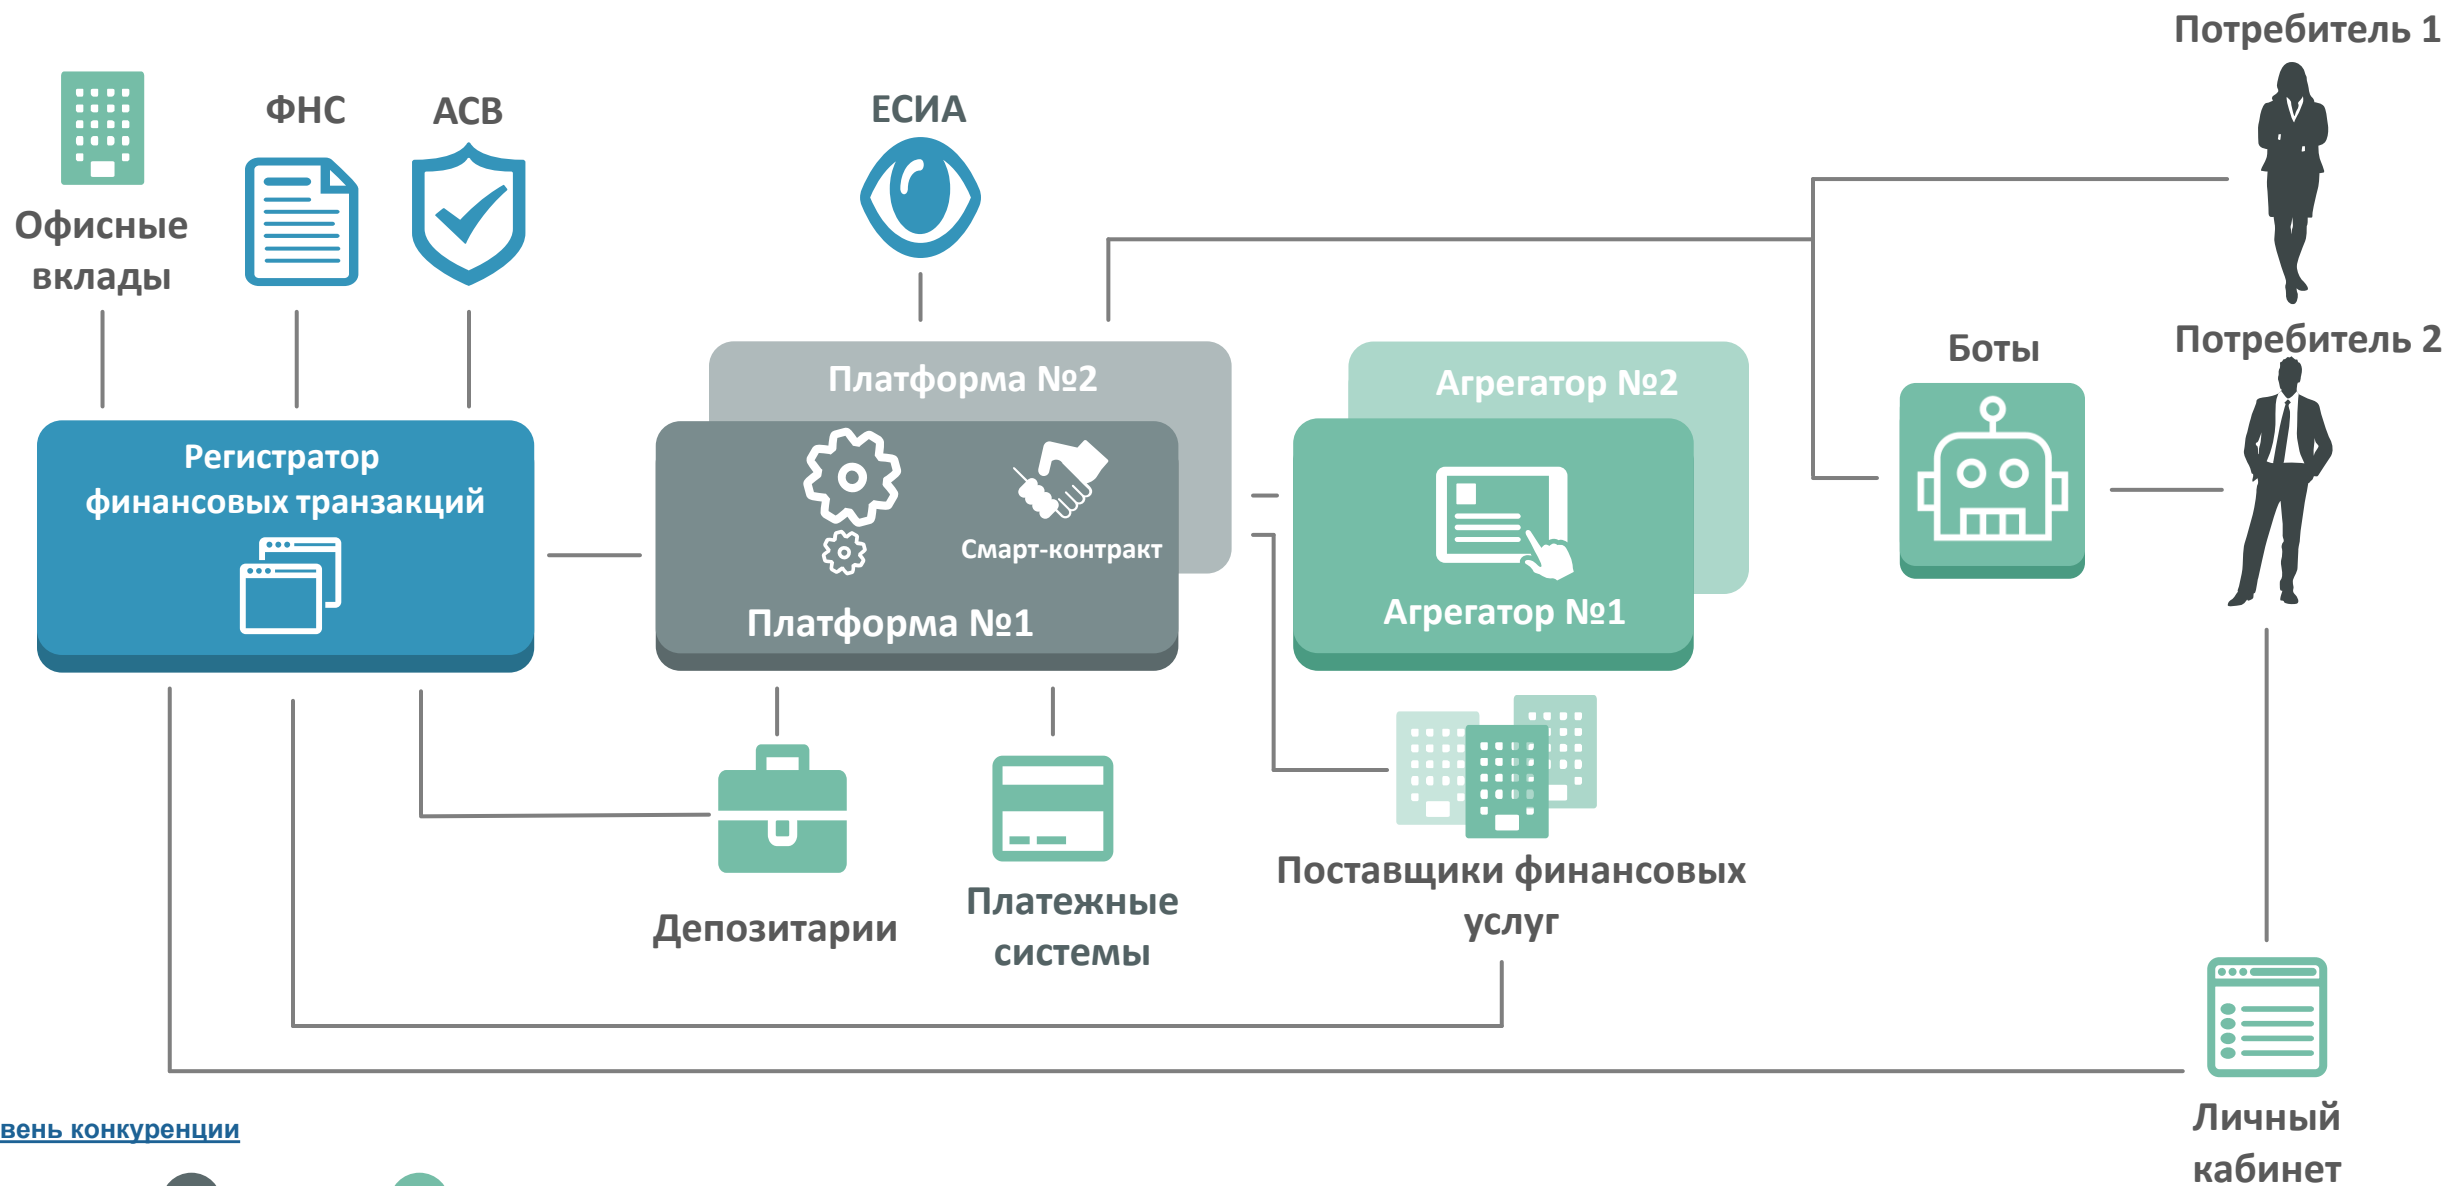 Потребитель 1
ФНС
АСВ
ЕСИА
Офисные
вклады
Потребитель 2
Боты
Платформа №2
Агрегатор №2
Регистратор
финансовых транзакций
Смарт-контракт
Платформа №1
Агрегатор №1
Поставщики финансовых
услуг
Платежные
системы
Депозитарии
Личный
кабинет
вень конкуренции